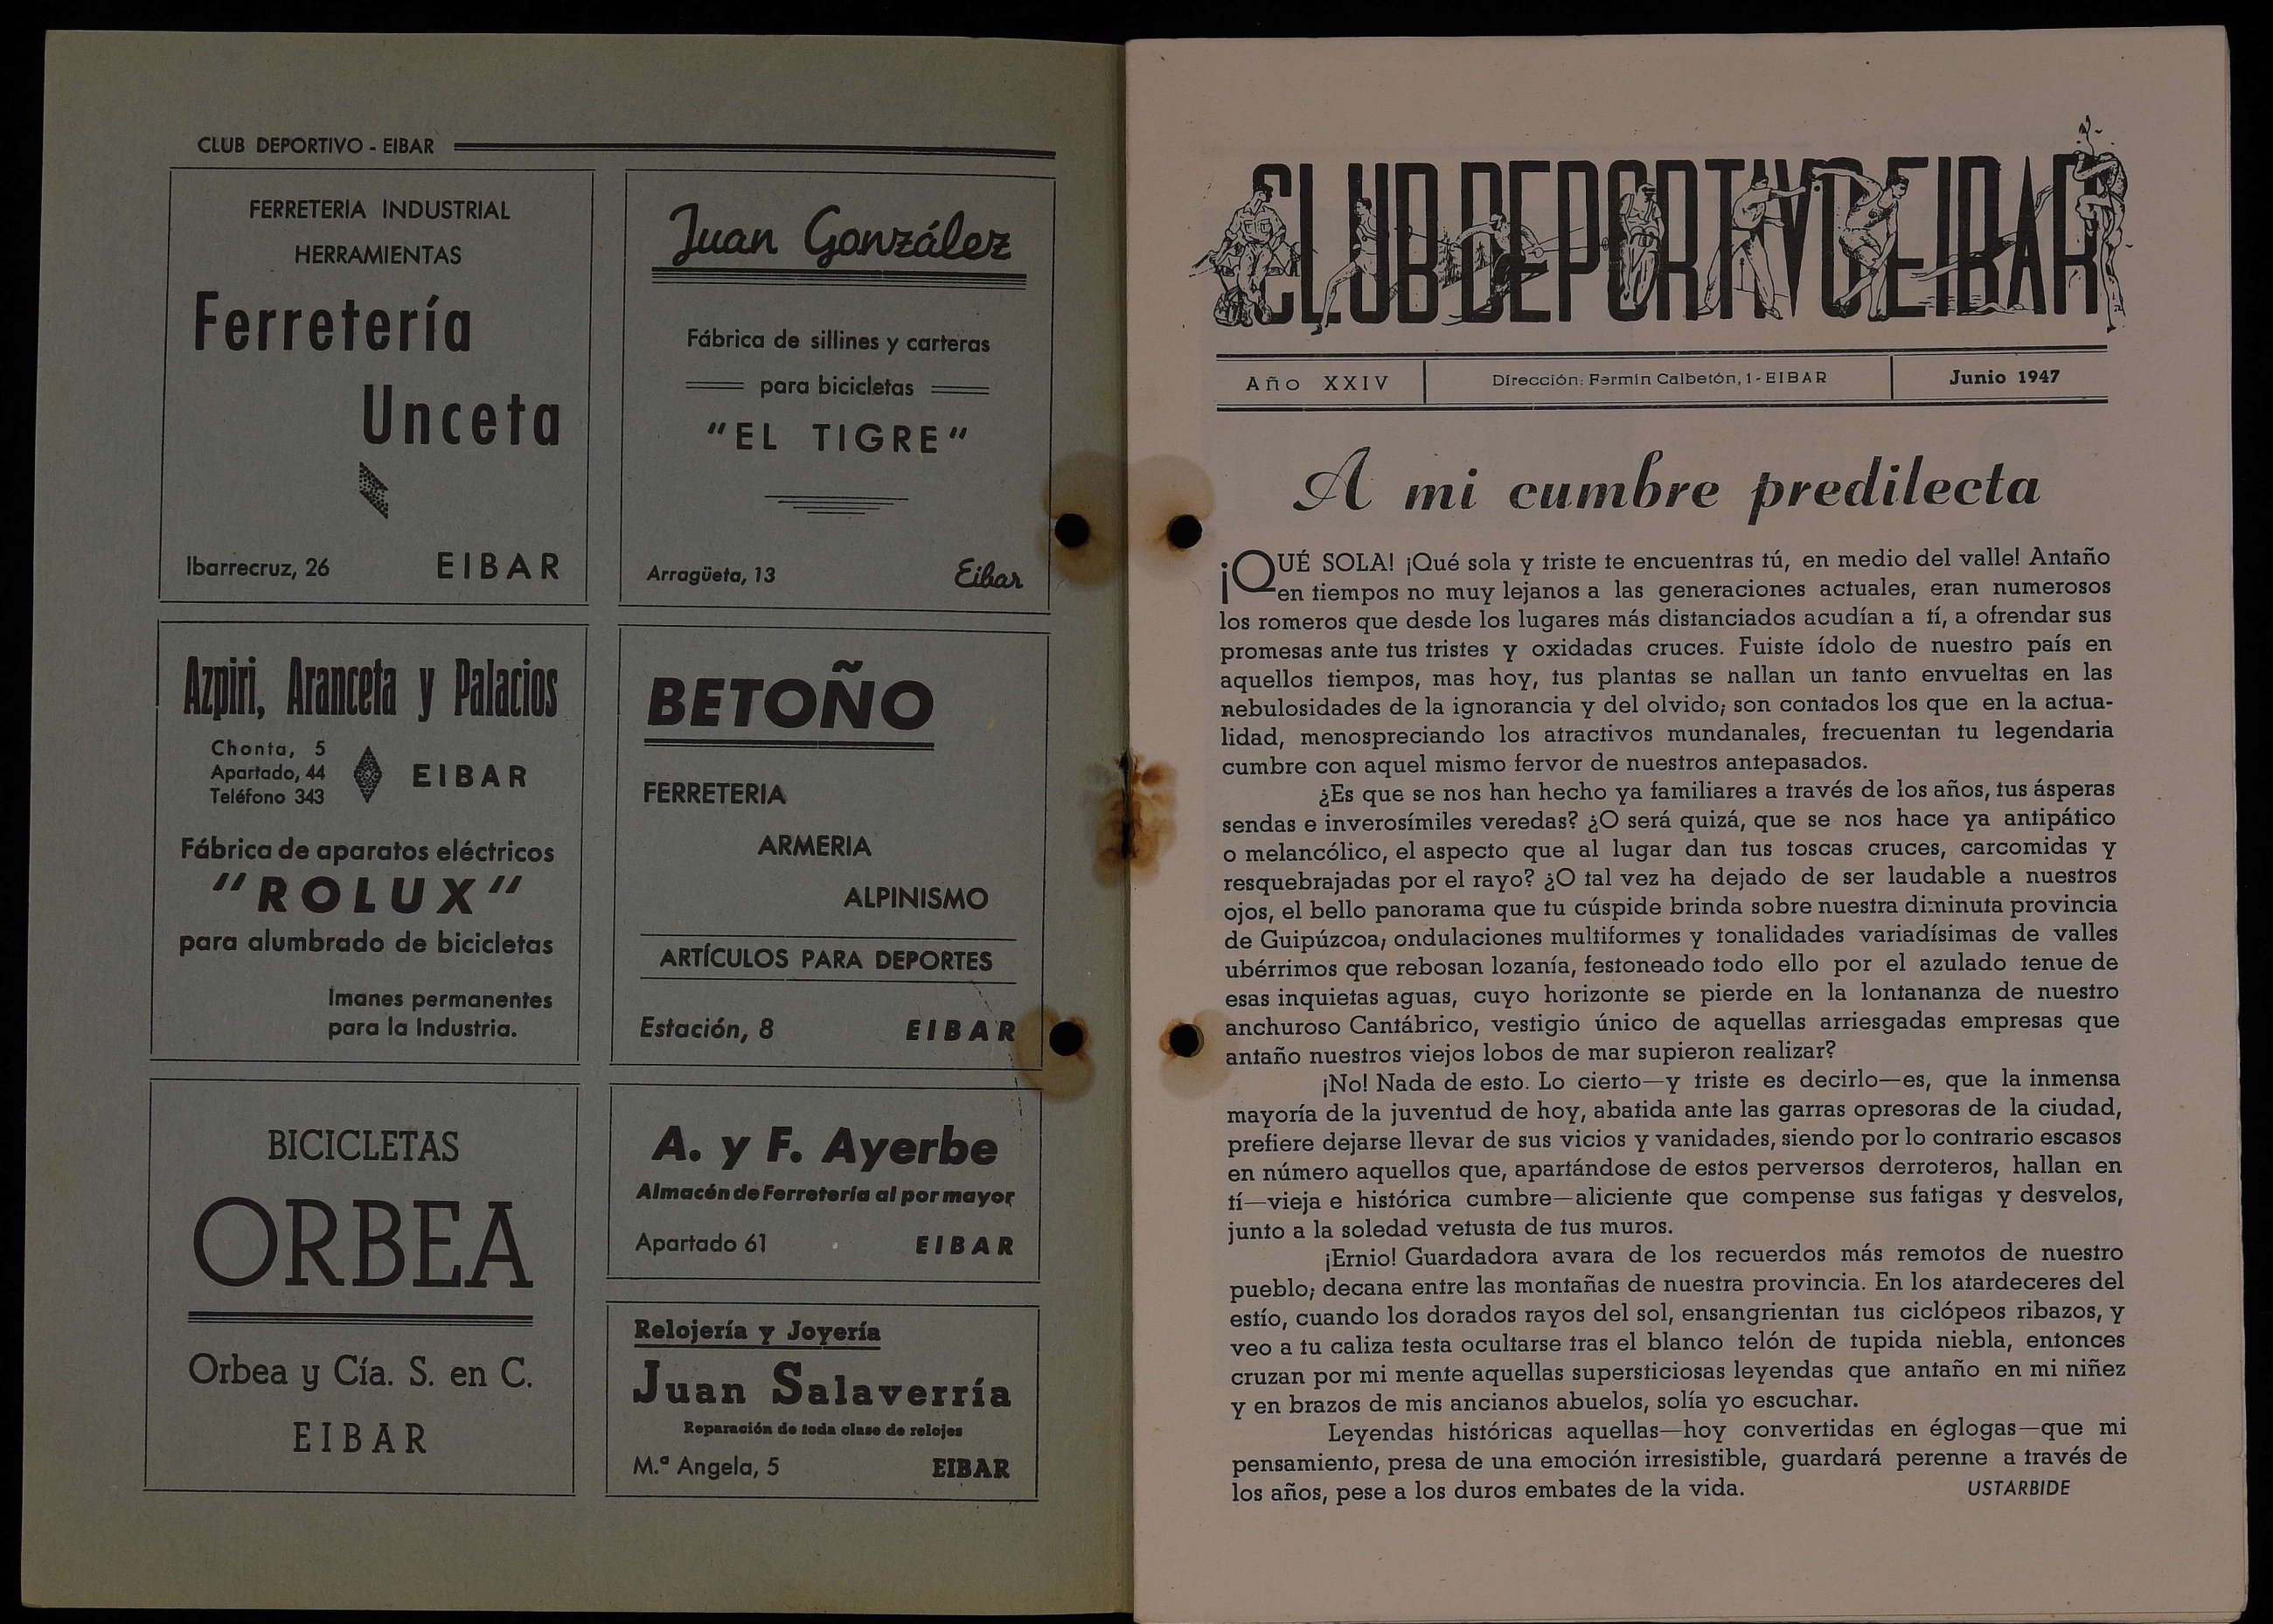 CLUB DEPORTIVO - EIBAR
FERRETERIA INDUSTRIAL
HERRAMIENTAS
Ferretería
Unceta
Ibarrecruz, 26 EIBAR
Juan González
Fábrica de sillines y carteras
para bicicletas
"EL TIGRE"
Arragüeta, 13 Eibar
Azpiri, Aranceta y Palacios
Chonta, 5
Apartado, 44
Teléfono 343
EIBAR
Fábrica de aparatos eléctricos
"ROLUX"
para alumbrado de bicicletas
Imanes permanentes
para la Industria.
BETOÑO
FERRETERIA
ARMERIA
ALPINISMO
ARTÍCULOS PARA DEPORTES
Estación, 8 EIBAR
BICICLETAS
ORBEA
Orbea y Cía. S. en C.
EIBAR
A. y F. Ayerbe
Almacén de Ferretería al por mayor
Apartado 61 EIBAR
Relojería y Joyería
Juan Salaverría
Reparación de toda clase de relojes
M.ª Angela, 5 EIBAR
CLUB DEPORTIVO EIBAR
Año XXIV
Dirección: Fermín Calbetón, 1 - EIBAR
Junio 1947
A mi cumbre predilecta
¡QUÉ SOLA! ¡Qué sola y triste te encuentras tú, en medio del valle! Antaño
en tiempos no muy lejanos a las generaciones actuales, eran numerosos
los romeros que desde los lugares más distanciados acudían a tí, a ofrendar sus
promesas ante tus tristes y oxidadas cruces. Fuiste ídolo de nuestro país en
aquellos tiempos, mas hoy, tus plantas se hallan un tanto envueltas en las
nebulosidades de la ignorancia y del olvido; son contados los que en la actua-
lidad, menospreciando los atractivos mundanales, frecuentan tu legendaria
cumbre con aquel mismo fervor de nuestros antepasados.
¿Es que se nos han hecho ya familiares a través de los años, tus ásperas
sendas e inverosímiles veredas? ¿O será quizá, que se nos hace ya antipático
o melancólico, el aspecto que al lugar dan tus toscas cruces, carcomidas y
resquebrajadas por el rayo? ¿O tal vez ha dejado de ser laudable a nuestros
ojos, el bello panorama que tu cúspide brinda sobre nuestra diminuta provincia
de Guipúzcoa; ondulaciones multiformes y tonalidades variadísimas de valles
ubérrimos que rebosan lozanía, festoneado todo ello por el azulado tenue de
esas inquietas aguas, cuyo horizonte se pierde en la lontananza de nuestro
anchuroso Cantábrico, vestigio único de aquellas arriesgadas empresas que
antaño nuestros viejos lobos de mar supieron realizar?
¡No! Nada de esto. Lo cierto—y triste es decirlo—es, que la inmensa
mayoría de la juventud de hoy, abatida ante las garras opresoras de la ciudad,
prefiere dejarse llevar de sus vicios y vanidades, siendo por lo contrario escasos
en número aquellos que, apartándose de estos perversos derroteros, hallan en
tí—vieja e histórica cumbre—aliciente que compense sus fatigas y desvelos,
junto a la soledad vetusta de tus muros.
¡Ernio! Guardadora avara de los recuerdos más remotos de nuestro
pueblo; decana entre las montañas de nuestra provincia. En los atardeceres del
estío, cuando los dorados rayos del sol, ensangrientan tus ciclópeos ribazos, y
veo a tu caliza testa ocultarse tras el blanco telón de tupida niebla, entonces
cruzan por mi mente aquellas supersticiosas leyendas que antaño en mi niñez
y en brazos de mis ancianos abuelos, solía yo escuchar.
Leyendas históricas aquellas—hoy convertidas en églogas—que mi
pensamiento, presa de una emoción irresistible, guardará perenne a través de
los años, pese a los duros embates de la vida. USTARBIDE